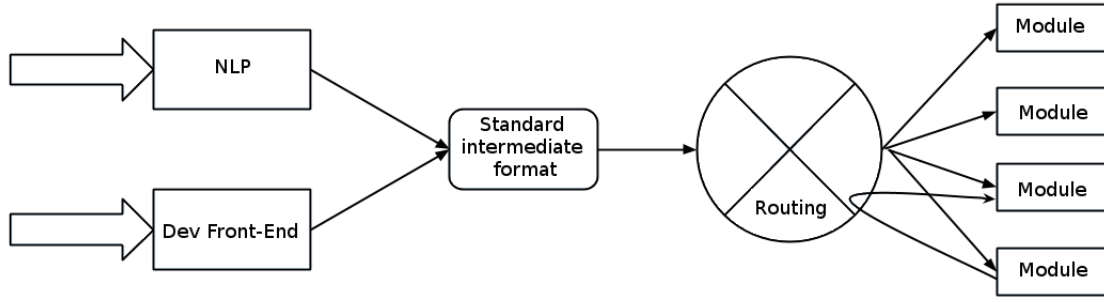 NLP
Dev Front-End
Standard
intermediate
format
Routing
Module
Module
Module
Module